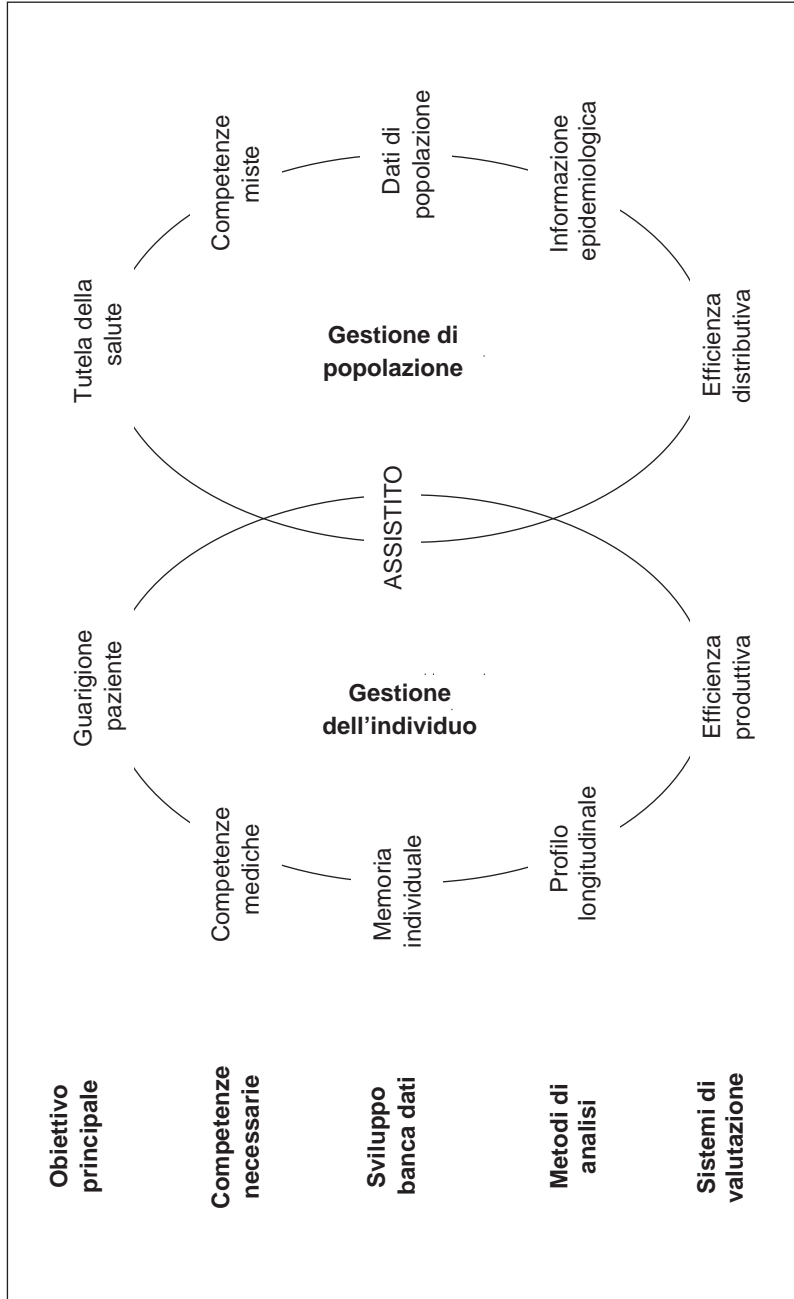 Obiettivo
principale
Guarigione
paziente
Tutela della
salute
Competenze
necessarie
Competenze
mediche
Competenze
miste
Sviluppo
banca dati
Memoria
individuale
Gestione
dell'individuo
ASSISTITO
Gestione di
popolazione
Dati di
popolazione
Metodi di
analisi
Profilo
longitudinale
Informazione
epidemiologica
Sistemi di
valutazione
Efficienza
produttiva
Efficienza
distributiva